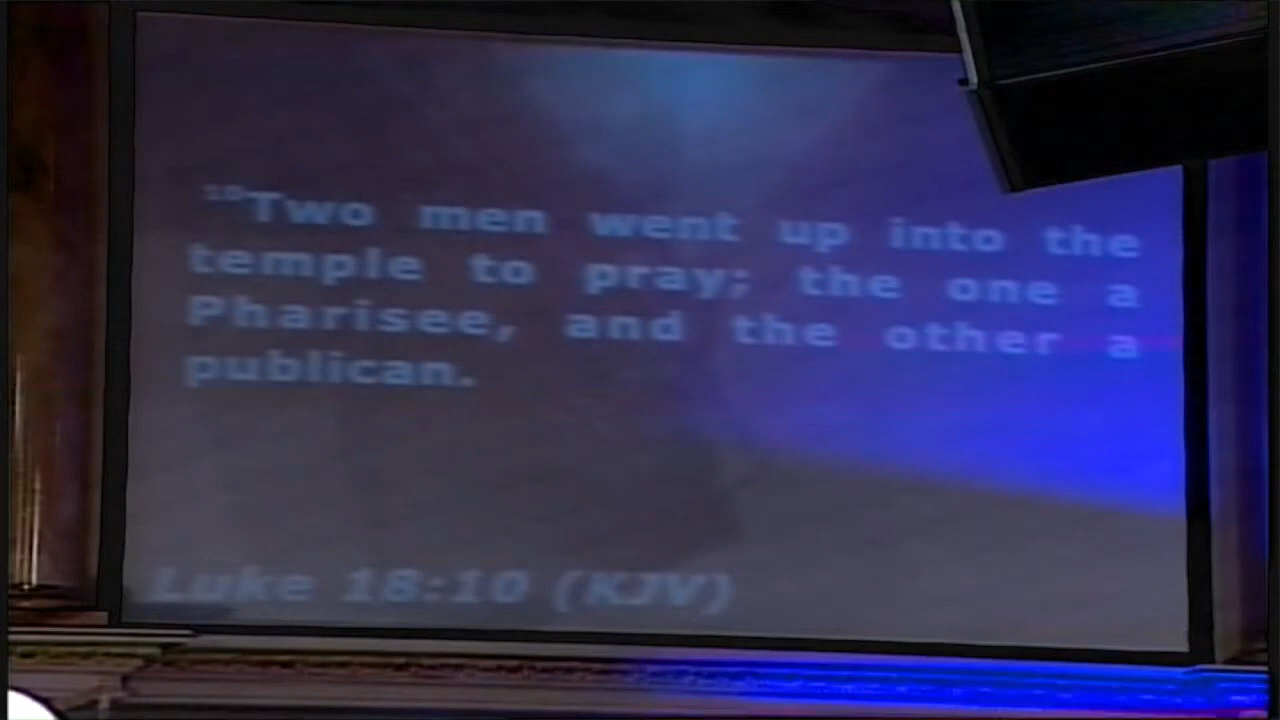 ¹⁰Two men went up into the
temple to pray; the one a
Pharisee, and the other a
publican.
Luke 18:10 (KJV)